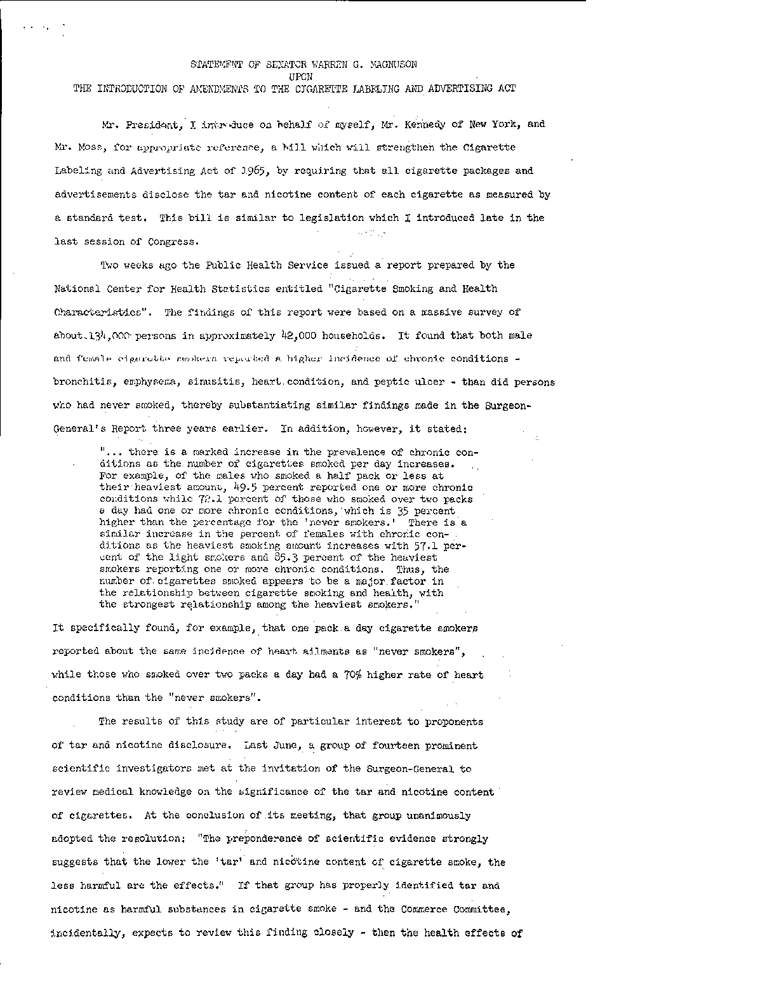 STATEMENT OF SENATOR WARREN G. MAGNUSON
UPON
THE INTRODUCTION OF AMENDMENTS TO THE CIGARETTE LABELING AND ADVERTISING ACT
Mr. President, I introduce on behalf of myself, Mr. Kennedy of New York, and
Mr. Moss, for appropriate reference, a bill which will strengthen the Cigarette
Labeling and Advertising Act of 1965, by requiring that all cigarette packages and
advertisements disclose the tar and nicotine content of each cigarette as measured by
a standard test. This bill is similar to legislation which I introduced late in the
last session of Congress.
Two weeks ago the Public Health Service issued a report prepared by the
National Center for Health Statistics entitled "Cigarette Smoking and Health
Characteristics". The findings of this report were based on a massive survey of
about 134,000 persons in approximately 42,000 households. It found that both male
and female cigarette smokers reported a higher incidence of chronic conditions -
bronchitis, emphysema, sinusitis, heart condition, and peptic ulcer - than did persons
who had never smoked, thereby substantiating similar findings made in the Surgeon-
General's Report three years earlier. In addition, however, it stated:
"... there is a marked increase in the prevalence of chronic con-
ditions as the number of cigarettes smoked per day increases.
For example, of the males who smoked a half pack or less at
their heaviest amount, 49.5 percent reported one or more chronic
conditions while 72.1 percent of those who smoked over two packs
a day had one or more chronic conditions, which is 35 percent
higher than the percentage for the 'never smokers.' There is a
similar increase in the percent of females with chronic con-
ditions as the heaviest smoking amount increases with 57.1 per-
cent of the light smokers and 85.3 percent of the heaviest
smokers reporting one or more chronic conditions. Thus, the
number of cigarettes smoked appears to be a major factor in
the relationship between cigarette smoking and health, with
the strongest relationship among the heaviest smokers."
It specifically found, for example, that one pack a day cigarette smokers
reported about the same incidence of heart ailments as "never smokers",
while those who smoked over two packs a day had a 70% higher rate of heart
conditions than the "never smokers".
The results of this study are of particular interest to proponents
of tar and nicotine disclosure. Last June, a group of fourteen prominent
scientific investigators met at the invitation of the Surgeon-General to
review medical knowledge on the significance of the tar and nicotine content
of cigarettes. At the conclusion of its meeting, that group unanimously
adopted the resolution: "The preponderance of scientific evidence strongly
suggests that the lower the 'tar' and nicotine content of cigarette smoke, the
less harmful are the effects." If that group has properly identified tar and
nicotine as harmful substances in cigarette smoke - and the Commerce Committee,
incidentally, expects to review this finding closely - then the health effects of